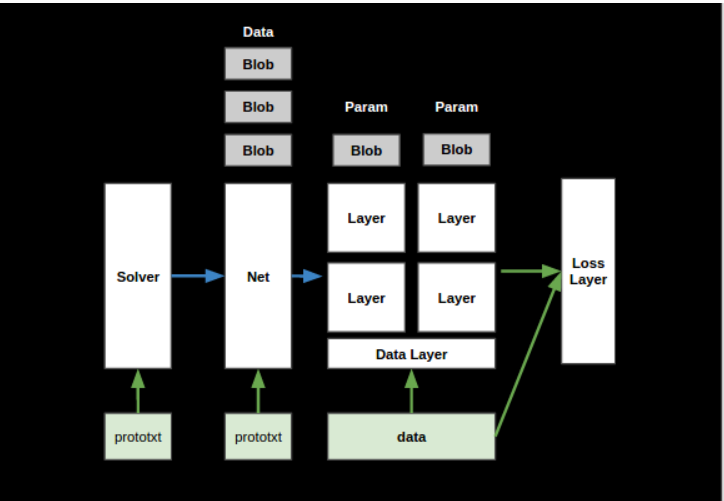 Data
Blob
Blob
Param
Param
Blob
Blob
Blob
Layer
Layer
Solver
Net
Loss
Layer
Layer
Layer
Data Layer
prototxt
prototxt
data